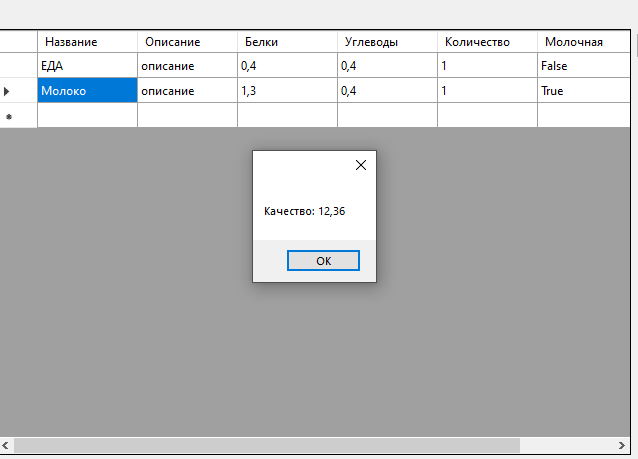 Название Описание Белки Углеводы Количество Молочная
ЕДА описание 0,4 0,4 1 False
Молоко описание 1,3 0,4 1 True
Качество: 12,36
OK